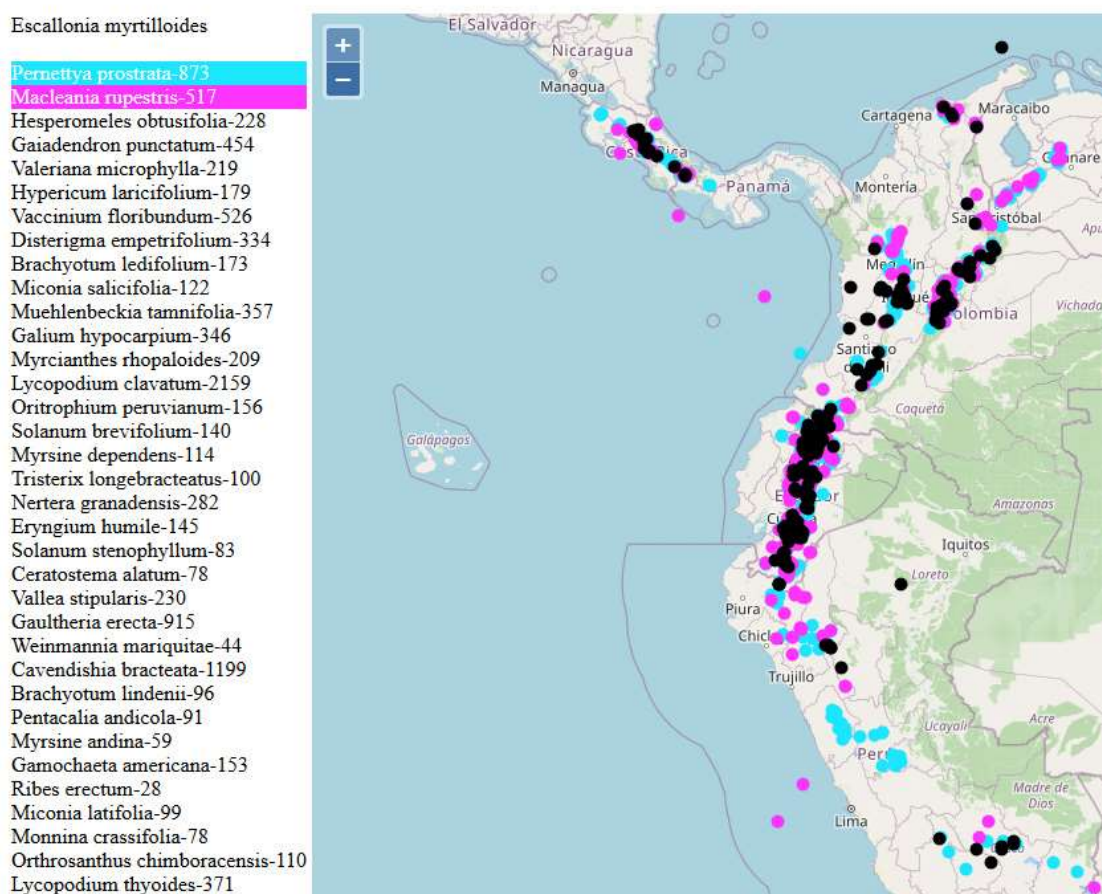 Escallonia myrtilloides
Pernettya prostrata-873
Macleania rupestris-517
Hesperomeles obtusifolia-228
Gaiadendron punctatum-454
Valeriana microphylla-219
Hypericum laricifolium-179
Vaccinium floribundum-526
Disterigma empetrifolium-334
Brachyotum ledifolium-173
Miconia salicifolia-122
Muehlenbeckia tamnifolia-357
Galium hypocarpium-346
Myrcianthes rhopaloides-209
Lycopodium clavatum-2159
Oritrophium peruvianum-156
Solanum brevifolium-140
Myrsine dependens-114
Tristerix longebracteatus-100
Nertera granadensis-282
Eryngium humile-145
Solanum stenophyllum-83
Ceratostema alatum-78
Vallea stipularis-230
Gaultheria erecta-915
Weinmannia mariquitae-44
Cavendishia bracteata-1199
Brachyotum lindenii-96
Pentacalia andicola-91
Myrsine andina-59
Gamochaeta americana-153
Ribes erectum-28
Miconia latifolia-99
Monnina crassifolia-78
Orthrosanthus chimboracensis-110
Lycopodium thyoides-371
+
−
El Salvador
Nicaragua
Managua
Panamá
Cartagena
Maracaibo
Montería
Vichada
Santiago
Caquetá
Galápagos
Amazonas
Iquitos
Loreto
Piura
Trujillo
Ucayali
Acre
Madre de
Dios
Lima